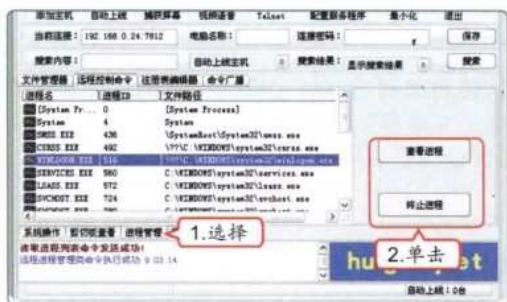 添加主机 自动上线 捕获屏幕 视频语音 Telnet 配置服务程序 最小化 退出
当前连接： 192.168.0.24.7812 电脑名称： 连接密码： 保存
搜索内容： 自动上线主机 搜索结果： 显示搜索结果 搜索
文件管理器 远程控制命令 注册表编辑器 命令广播
进程名 进程ID 文件路径
[System Pr... 0 [System Process]
System 4 System
SMSS.EXE 436 \SystemRoot\System32\smss.exe
CSRSS.EXE 492 \??\C:\WINDOWS\system32\csrss.exe
WINLOGON.EXE 516 \??\C:\WINDOWS\system32\winlogon.exe
SERVICES.EXE 560 C:\WINDOWS\system32\services.exe
LSASS.EXE 572 C:\WINDOWS\system32\lsass.exe
SVCHOST.EXE 724 C:\WINDOWS\system32\svchost.exe
查看进程
终止进程
系统操作 剪切板查看 进程管理
1.选择
2.单击
读取进程列表命令发送成功!
远程进程管理类命令执行成功 9:03:14
自动上线：0台